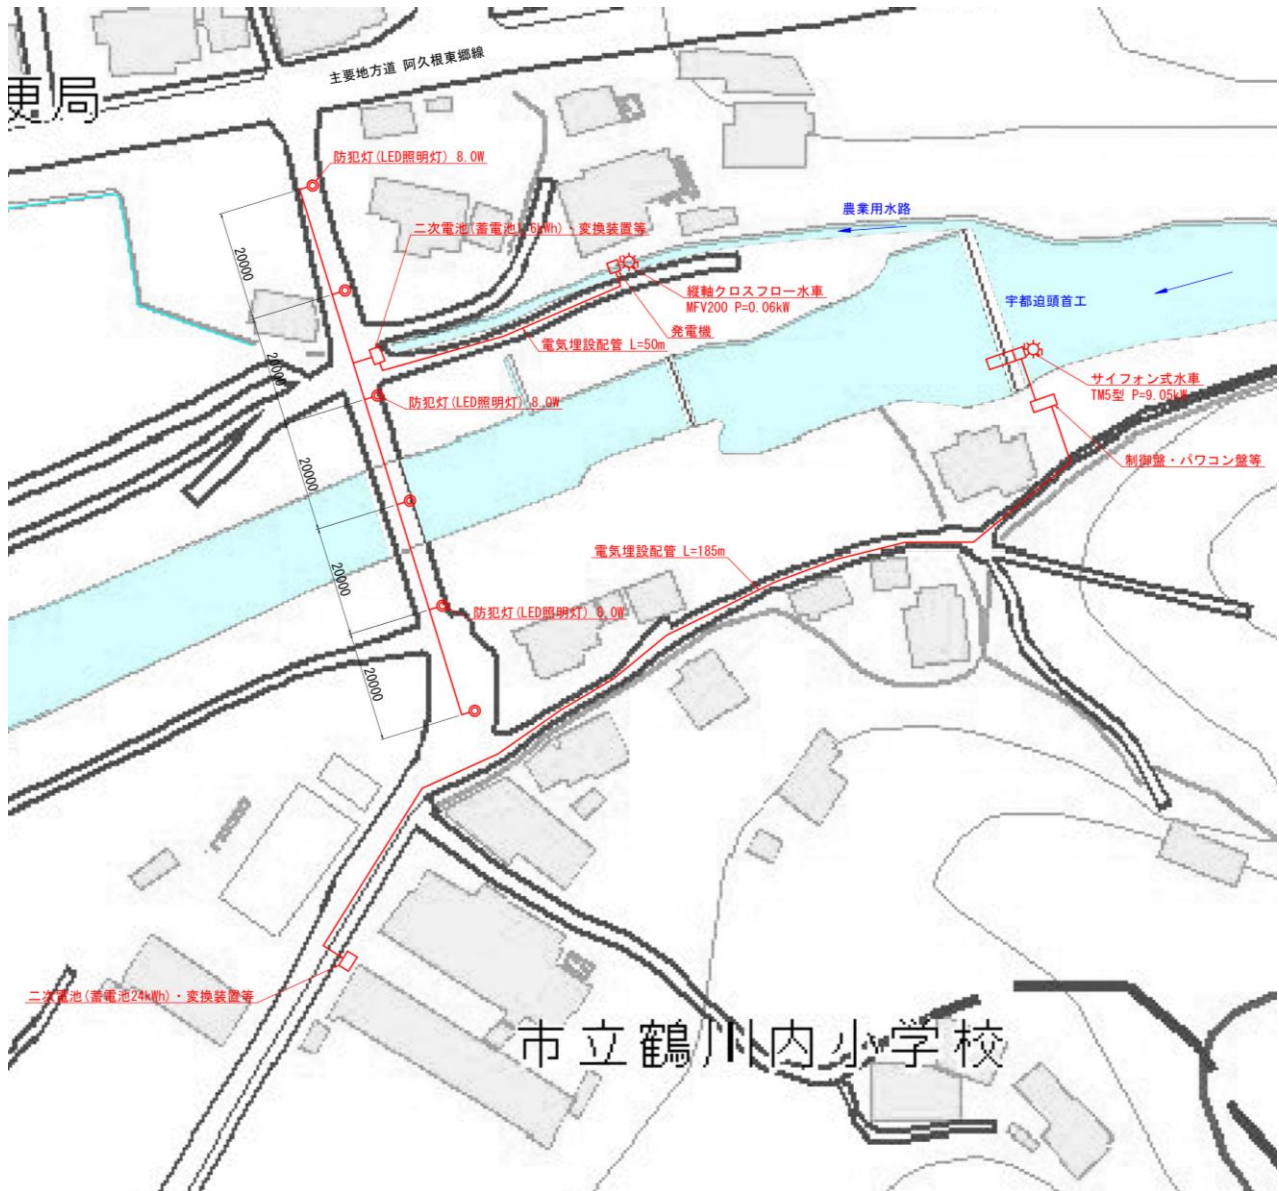 主要地方道 阿久根東郷線
便局
防犯灯(LED照明灯) 8.0W
農業用水路
二次電池(蓄電池1.6kWh)・変換装置等
20000
縦軸クロスフロー水車
MFV200 P=0.06kW
宇都迫頭首工
発電機
電気埋設配管 L=50m
20000
サイフォン式水車
TM5型 P=9.05kW
防犯灯(LED照明灯) 8.0W
制御盤・パワコン盤等
20000
電気埋設配管 L=185m
20000
防犯灯(LED照明灯) 8.0W
20000
二次電池(蓄電池24kWh)・変換装置等
市立鶴川内小学校